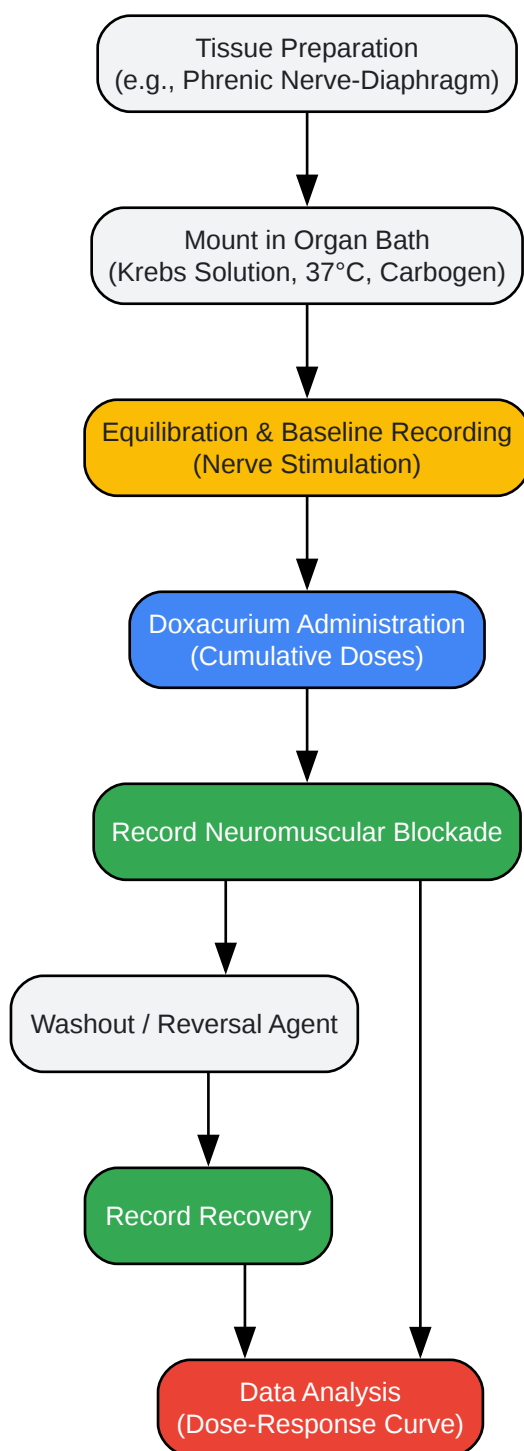 Tissue Preparation
(e.g., Phrenic Nerve-Diaphragm)
Mount in Organ Bath
(Krebs Solution, 37°C, Carbogen)
Equilibration & Baseline Recording
(Nerve Stimulation)
Doxacurium Administration
(Cumulative Doses)
Record Neuromuscular Blockade
Washout / Reversal Agent
Record Recovery
Data Analysis
(Dose-Response Curve)